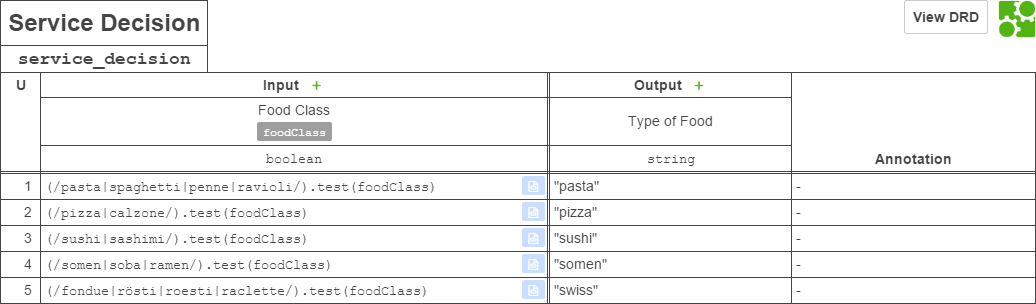 Service Decision
View DRD
service_decision
U
Input +
Output +
Food Class
foodClass
Type of Food
boolean
string
Annotation
1 (/pasta|spaghetti|penne|ravioli/).test(foodClass) "pasta" -
2 (/pizza|calzone/).test(foodClass) "pizza" -
3 (/sushi|sashimi/).test(foodClass) "sushi" -
4 (/somen|soba|ramen/).test(foodClass) "somen" -
5 (/fondue|rösti|roesti|raclette/).test(foodClass) "swiss" -